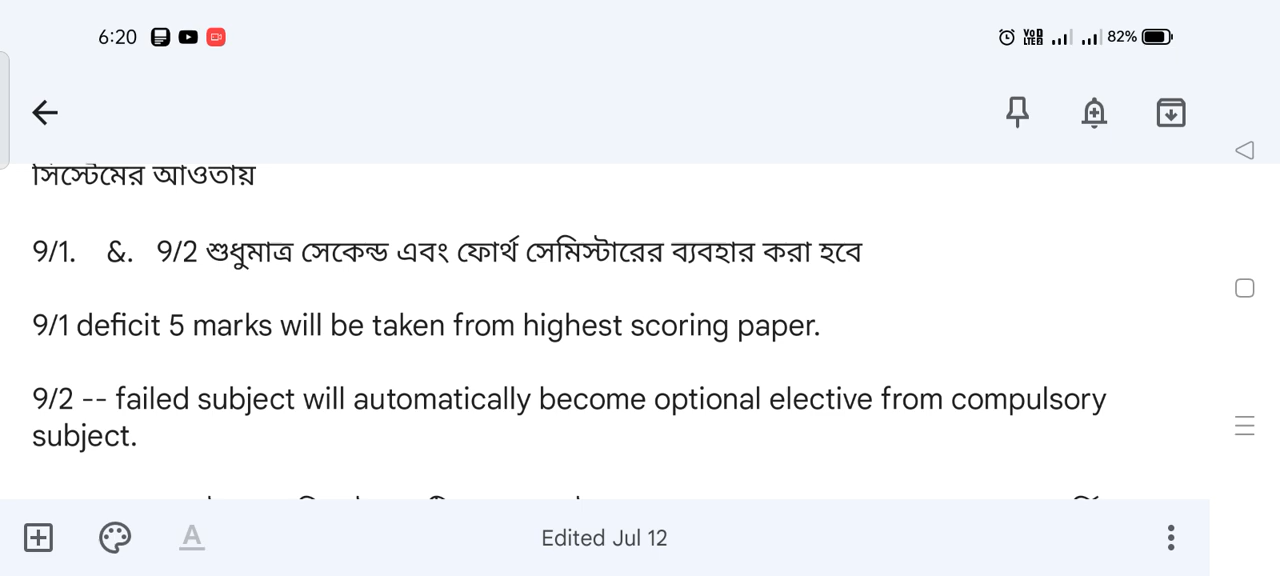 6:20
82%
সিস্টেমের আওতায়
9/1. &. 9/2 শুধুমাত্র সেকেন্ড এবং ফোর্থ সেমিস্টারের ব্যবহার করা হবে
9/1 deficit 5 marks will be taken from highest scoring paper.
9/2 -- failed subject will automatically become optional elective from compulsory
subject.
A
Edited Jul 12